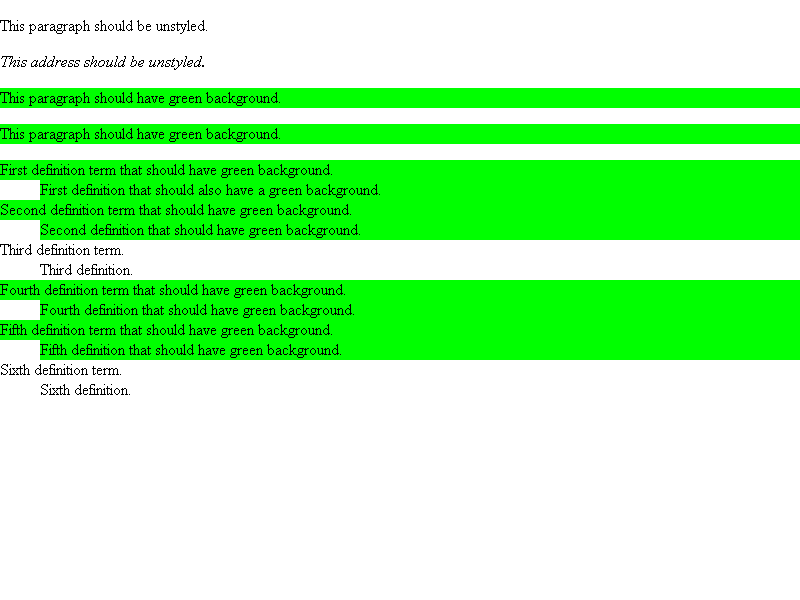 This paragraph should be unstyled.
This address should be unstyled.
This paragraph should have green background.
This paragraph should have green background.
First definition term that should have green background.
First definition that should also have a green background.
Second definition term that should have green background.
Second definition that should have green background.
Third definition term.
Third definition.
Fourth definition term that should have green background.
Fourth definition that should have green background.
Fifth definition term that should have green background.
Fifth definition that should have green background.
Sixth definition term.
Sixth definition.